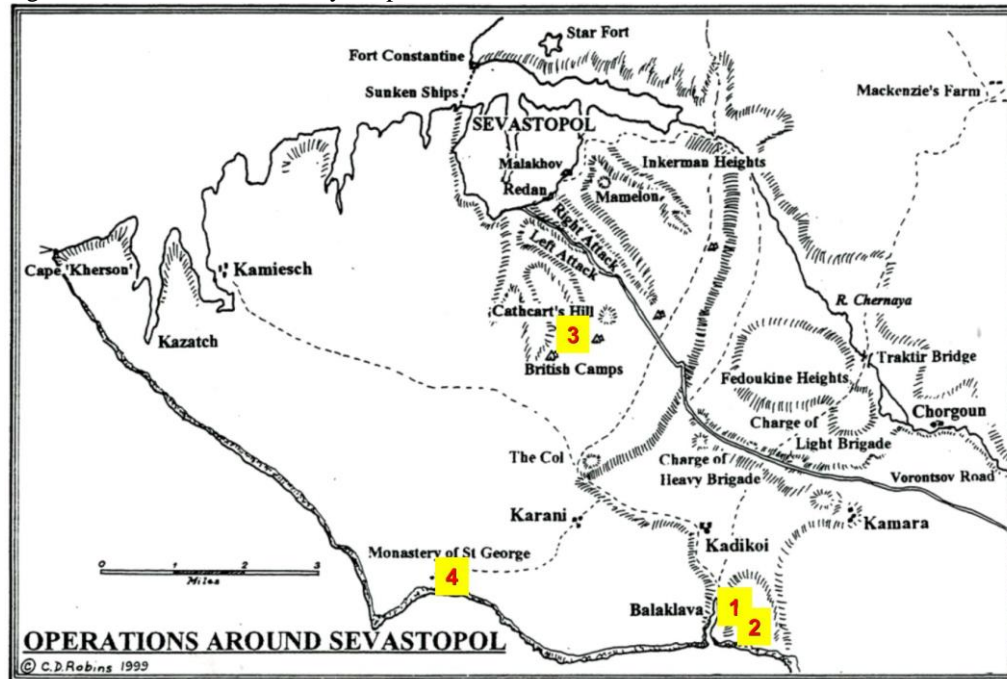 Star Fort
Fort Constantine
Sunken Ships
Mackenzie's Farm
SEVASTOPOL
Malakhov
Inkerman Heights
Redan
Mamelon
Right Attack
Left Attack
Cape 'Kherson'
Kamiesch
R. Chernaya
Cathcart's Hill
3
Kazatch
Traktir Bridge
British Camps
Fedoukine Heights
Chorgoun
Charge of
Light Brigade
The Col
Charge of
Heavy Brigade
Vorontsov Road
Karani
Kamara
Kadikoi
Monastery of St George
0 1 2 3
Miles
4
Balaklava
1
2
OPERATIONS AROUND SEVASTOPOL
© C.D.Robins 1999